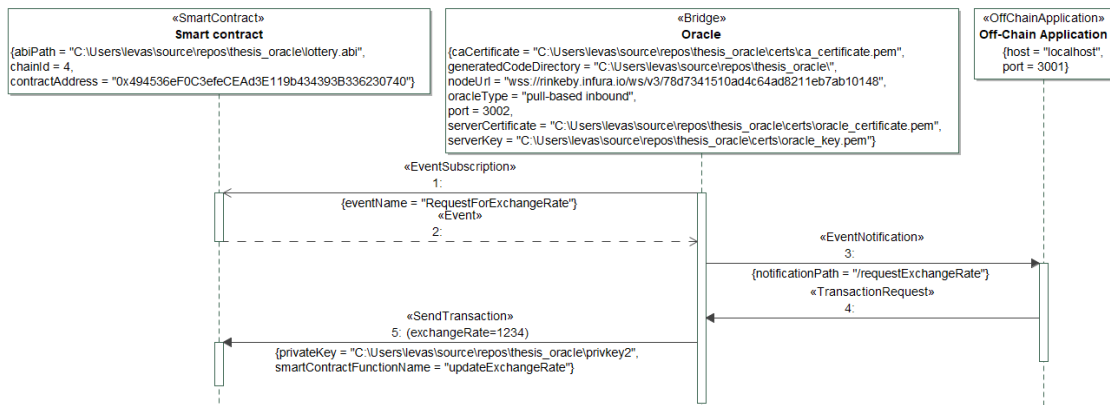 «SmartContract»
Smart contract
{abiPath = "C:\Users\levas\source\repos\thesis_oracle\lottery.abi",
chainId = 4,
contractAddress = "0x494536eF0C3efeCEAd3E119b434393B336230740"}
«Bridge»
Oracle
{caCertificate = "C:\Users\levas\source\repos\thesis_oracle\certs\ca_certificate.pem",
generatedCodeDirectory = "C:\Users\levas\source\repos\thesis_oracle\",
nodeUrl = "wss://rinkeby.infura.io/ws/v3/78d7341510ad4c64ad8211eb7ab10148",
oracleType = "pull-based inbound",
port = 3002,
serverCertificate = "C:\Users\levas\source\repos\thesis_oracle\certs\oracle_certificate.pem",
serverKey = "C:\Users\levas\source\repos\thesis_oracle\certs\oracle_key.pem"}
«OffChainApplication»
Off-Chain Application
{host = "localhost",
port = 3001}
«EventSubscription»
1:
{eventName = "RequestForExchangeRate"}
«Event»
2:
«EventNotification»
3:
{notificationPath = "/requestExchangeRate"}
«TransactionRequest»
4:
«SendTransaction»
5: (exchangeRate=1234)
{privateKey = "C:\Users\levas\source\repos\thesis_oracle\privkey2",
smartContractFunctionName = "updateExchangeRate"}